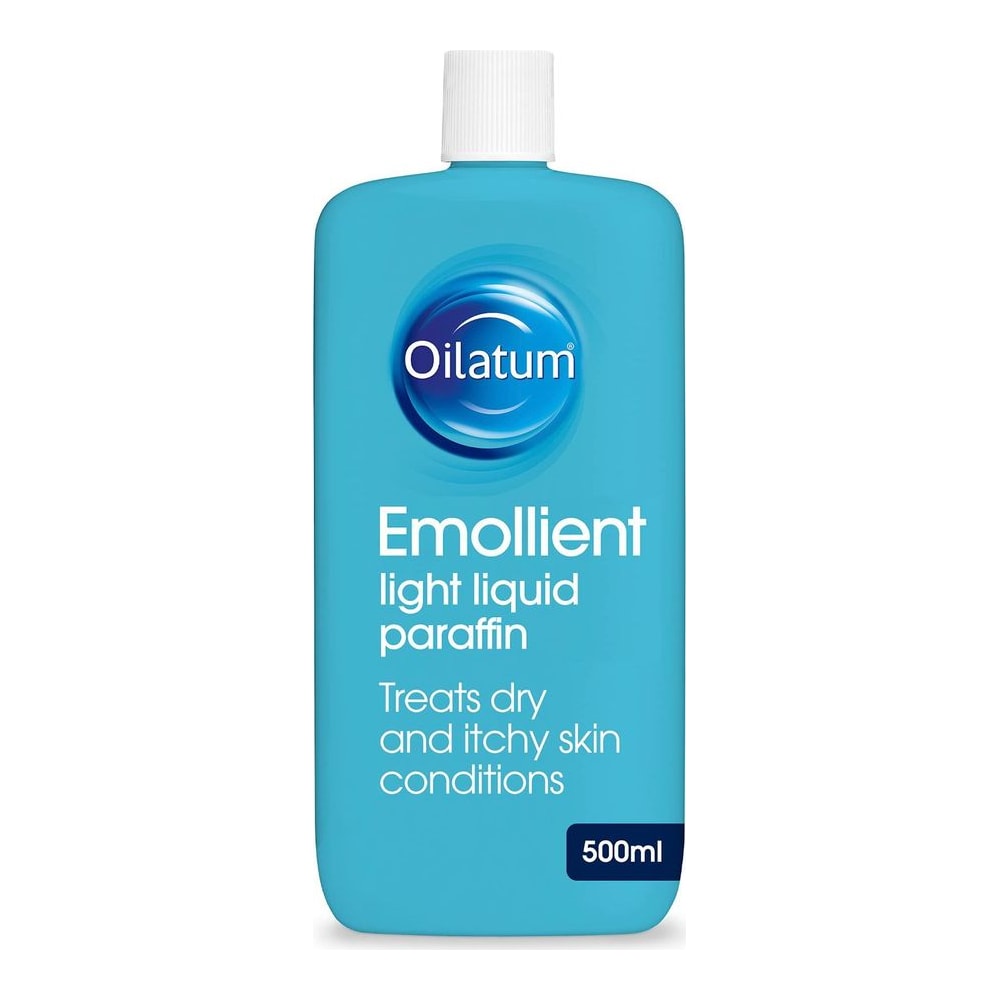 Oilatum®
Emollient
light liquid
paraffin
Treats dry
and itchy skin
conditions
500ml